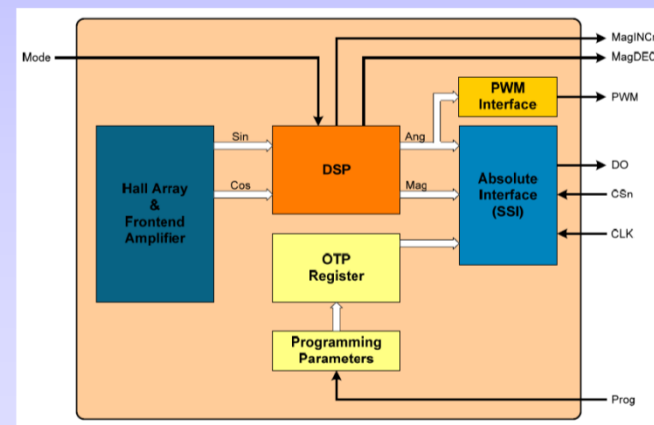 MagINCn
Mode
MagDEC
PWM
Interface
PWM
Sin
Ang
Hall Array
&
Frontend
Amplifier
DSP
Absolute
Interface
(SSI)
DO
Cos
Mag
CSn
CLK
OTP
Register
Programming
Parameters
Prog